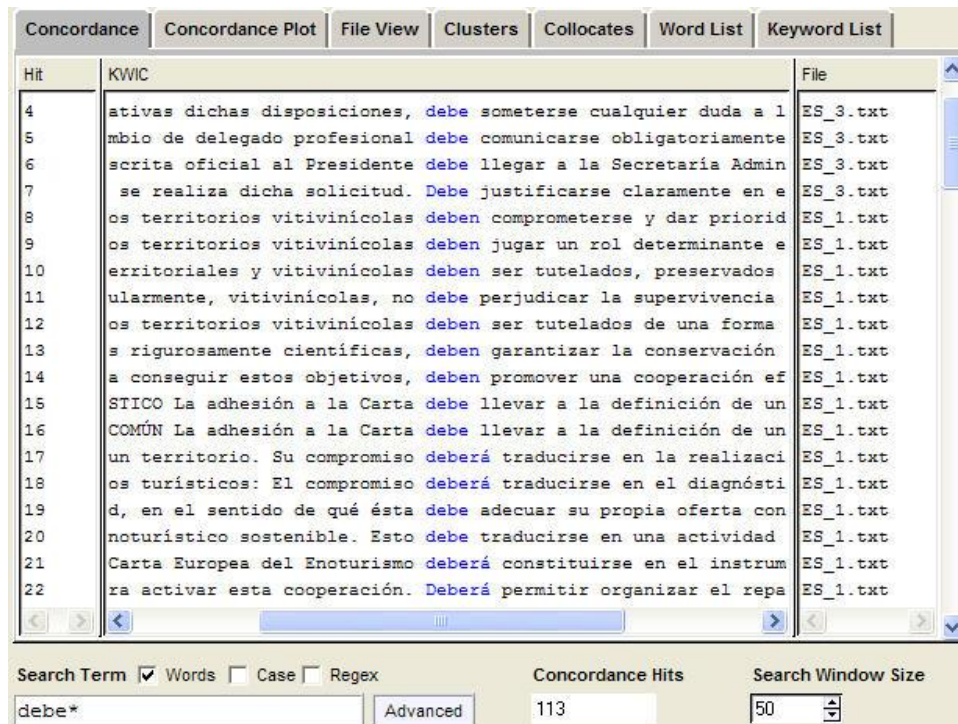 Concordance Concordance Plot File View Clusters Collocates Word List Keyword List
Hit KWIC File
4 ativas dichas disposiciones, debe someterse cualquier duda a l ES_3.txt
5 mbio de delegado profesional debe comunicarse obligatoriamente ES_3.txt
6 scrita oficial al Presidente debe llegar a la Secretaría Admin ES_3.txt
7 se realiza dicha solicitud. Debe justificarse claramente en e ES_3.txt
8 os territorios vitivinícolas deben comprometerse y dar priorid ES_1.txt
9 os territorios vitivinícolas deben jugar un rol determinante e ES_1.txt
10 erritoriales y vitivinícolas deben ser tutelados, preservados ES_1.txt
11 ularmente, vitivinícolas, no debe perjudicar la supervivencia ES_1.txt
12 os territorios vitivinícolas deben ser tutelados de una forma ES_1.txt
13 s rigurosamente científicas, deben garantizar la conservación ES_1.txt
14 a conseguir estos objetivos, deben promover una cooperación ef ES_1.txt
15 STICO La adhesión a la Carta debe llevar a la definición de un ES_1.txt
16 COMÚN La adhesión a la Carta debe llevar a la definición de un ES_1.txt
17 un territorio. Su compromiso deberá traducirse en la realizaci ES_1.txt
18 os turísticos: El compromiso deberá traducirse en el diagnósti ES_1.txt
19 d, en el sentido de qué ésta debe adecuar su propia oferta con ES_1.txt
20 noturístico sostenible. Esto debe traducirse en una actividad ES_1.txt
21 Carta Europea del Enoturismo deberá constituirse en el instrum ES_1.txt
22 ra activar esta cooperación. Deberá permitir organizar el repa ES_1.txt
Search Term Words Case Regex Concordance Hits Search Window Size
debe* Advanced 113 50